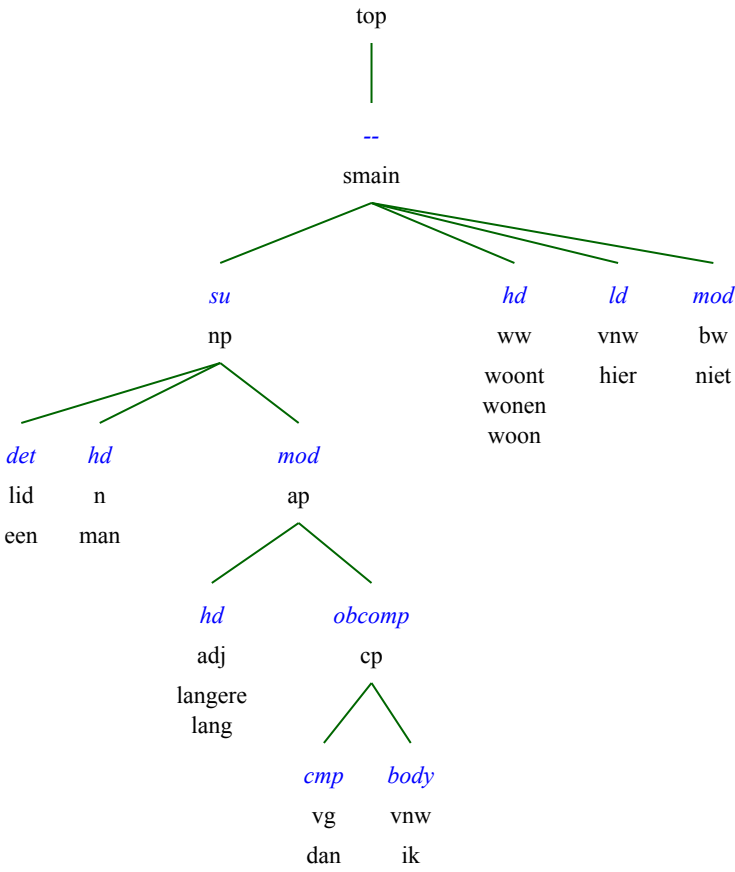 top
--
smain
su hd ld mod
np ww vnw bw
woont hier niet
wonen
woon
det hd mod
lid n ap
een man
hd obcomp
adj cp
langere
lang
cmp body
vg vnw
dan ik